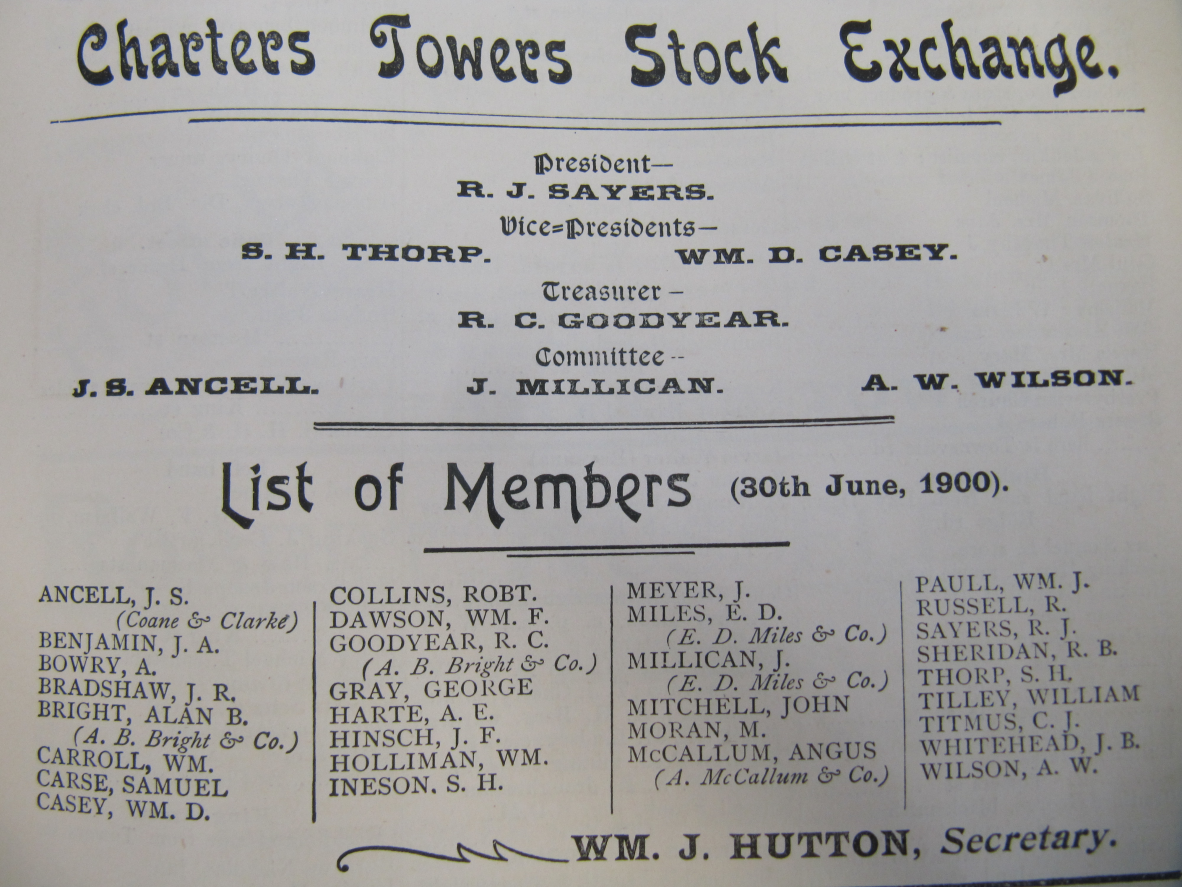 Charters Towers Stock Exchange.
President—
R. J. SAYERS.
Vice=Presidents—
S. H. THORP. WM. D. CASEY.
Treasurer –
R. C. GOODYEAR.
Committee --
J. S. ANCELL. J. MILLICAN. A. W. WILSON.
List of Members (30th June, 1900).
ANCELL, J. S.
(Coane & Clarke)
BENJAMIN, J. A.
BOWRY, A.
BRADSHAW, J. R.
BRIGHT, ALAN B.
(A. B. Bright & Co.)
CARROLL, WM.
CARSE, SAMUEL
CASEY, WM. D.
COLLINS, ROBT.
DAWSON, WM. F.
GOODYEAR, R. C.
(A. B. Bright & Co.)
GRAY, GEORGE
HARTE, A. E.
HINSCH, J. F.
HOLLIMAN, WM.
INESON. S. H.
MEYER, J.
MILES, E. D.
(E. D. Miles & Co.)
MILLICAN, J.
(E. D. Miles & Co.)
MITCHELL, JOHN
MORAN, M.
McCALLUM, ANGUS
(A. McCallum & Co.)
PAULL, WM. J.
RUSSELL, R.
SAYERS, R. J.
SHERIDAN, R. B.
THORP, S. H.
TILLEY, WILLIAM
TITMUS, C. J.
WHITEHEAD, J. B.
WILSON, A. W.
WM. J. HUTTON, Secretary.